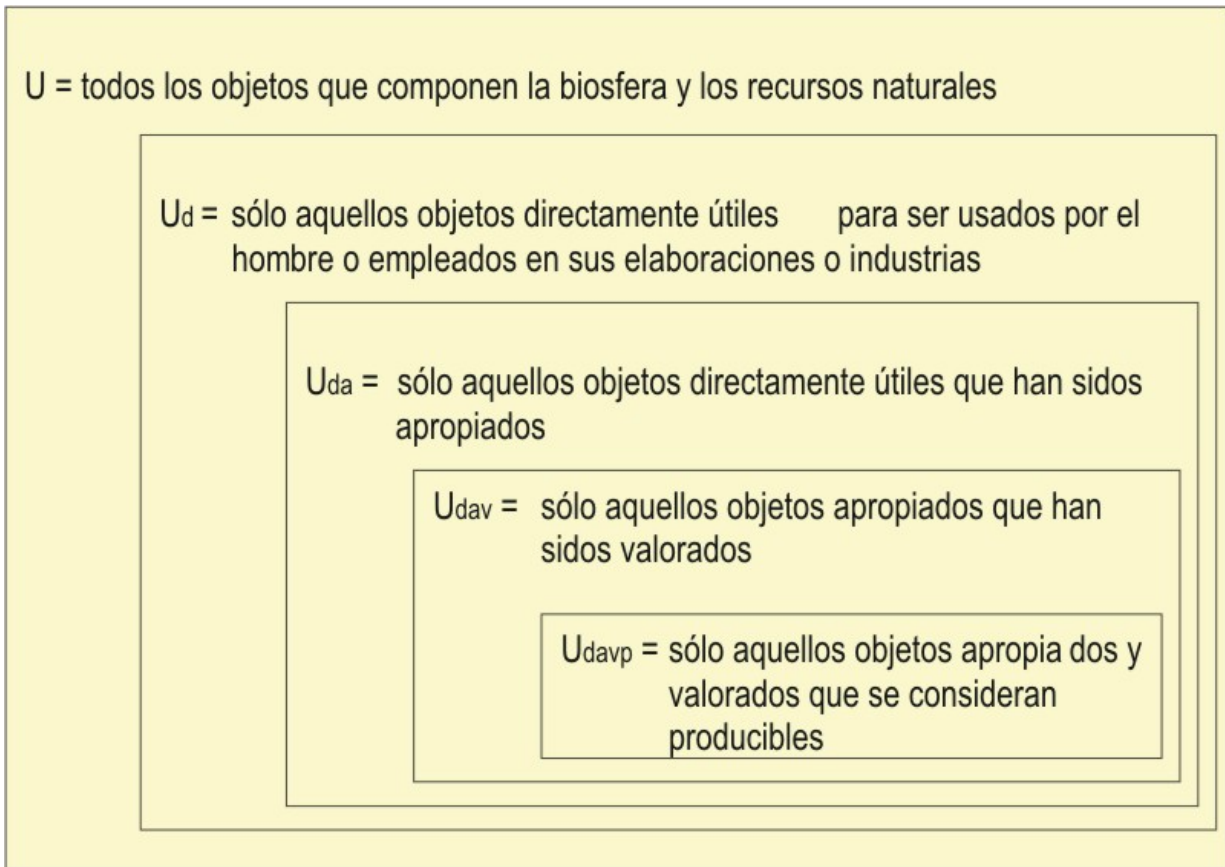 U = todos los objetos que componen la biosfera y los recursos naturales
Ud = sólo aquellos objetos directamente útiles para ser usados por el
hombre o empleados en sus elaboraciones o industrias
Uda = sólo aquellos objetos directamente útiles que han sidos
apropiados
Udav = sólo aquellos objetos apropiados que han
sidos valorados
Udavp = sólo aquellos objetos apropia dos y
valorados que se consideran
producibles